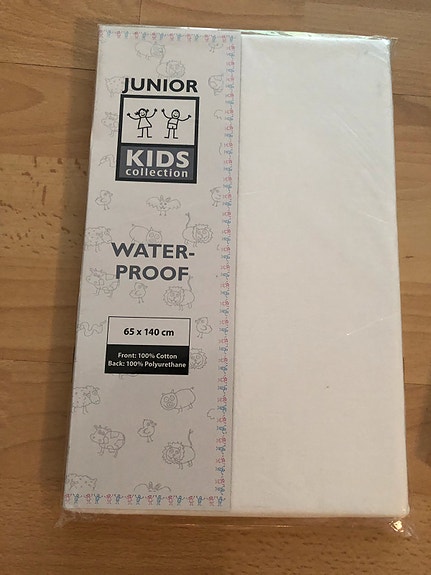 JUNIOR
KIDS
collection
WATER-
PROOF
65 x 140 cm
Front: 100% Cotton
Back: 100% Polyurethane